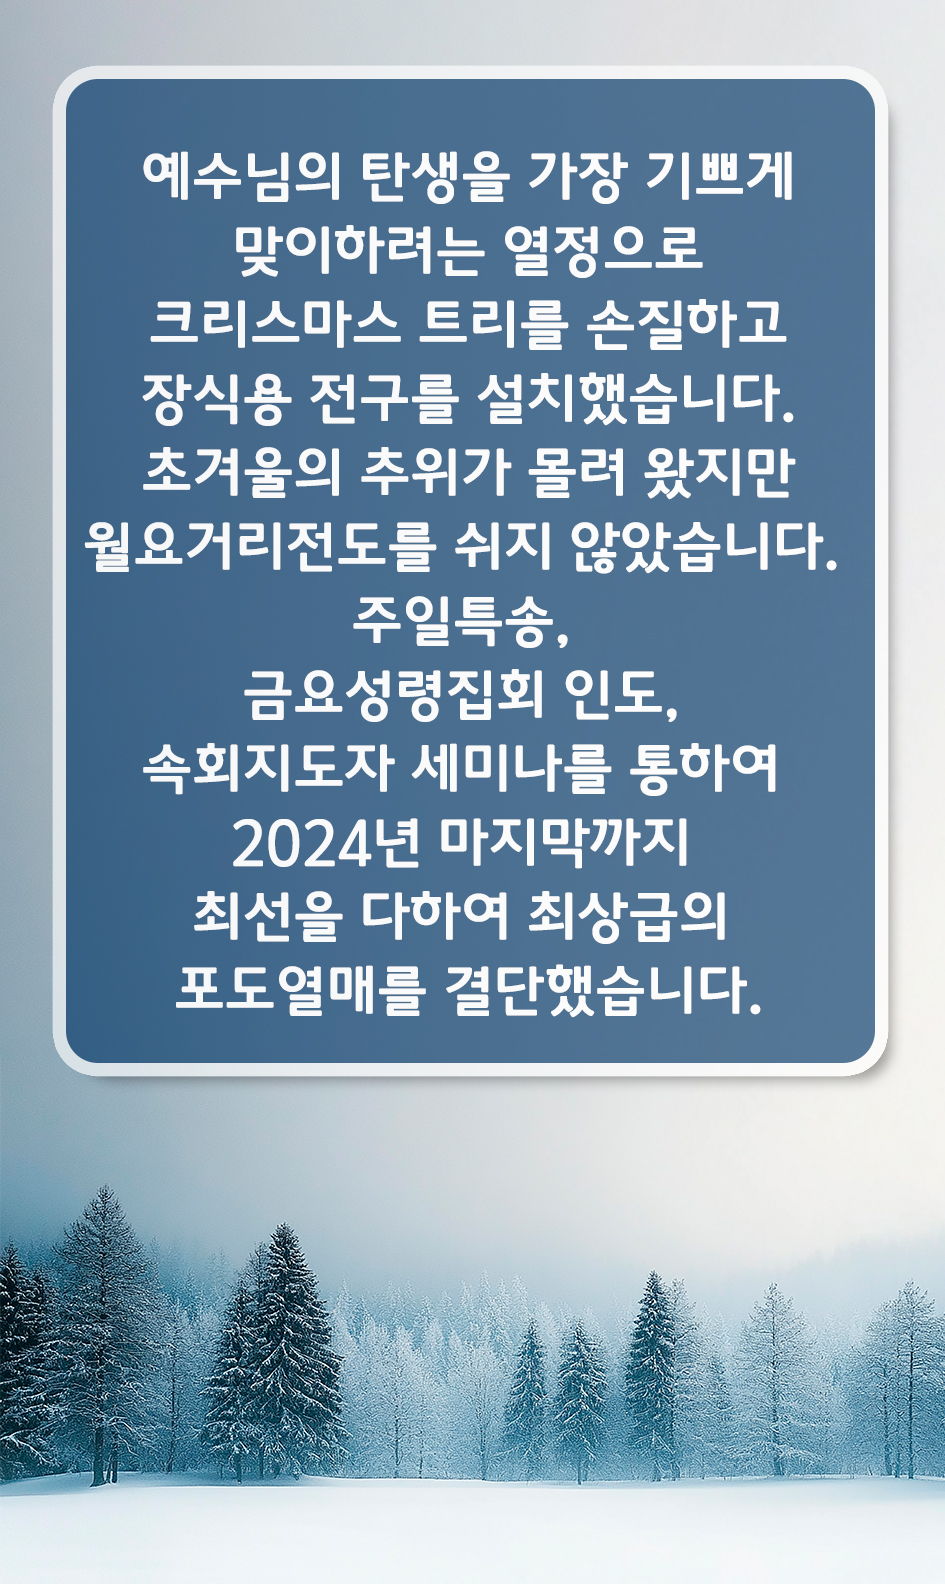 예수님의 탄생을 가장 기쁘게
맞이하려는 열정으로
크리스마스 트리를 손질하고
장식용 전구를 설치했습니다.
초겨울의 추위가 몰려 왔지만
월요거리전도를 쉬지 않았습니다.
주일특송,
금요성령집회 인도,
속회지도자 세미나를 통하여
2024년 마지막까지
최선을 다하여 최상급의
포도열매를 결단했습니다.